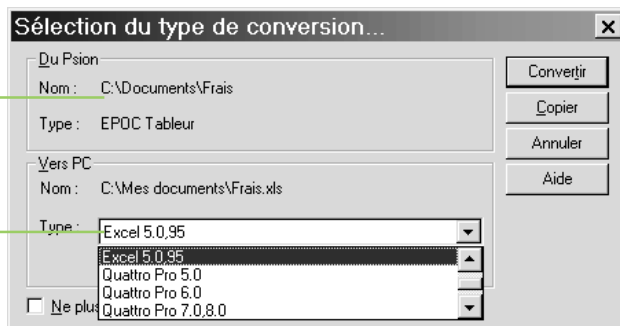 Sélection du type de conversion...
Du Psion
Nom : C:\Documents\Frais
Type : EPOC Tableur
Vers PC
Nom : C:\Mes documents\Frais.xls
Type : Excel 5.0,95
Excel 5.0,95
Quattro Pro 5.0
Quattro Pro 6.0
Quattro Pro 7.0,8.0
Ne
Convertir
Copier
Annuler
Aide